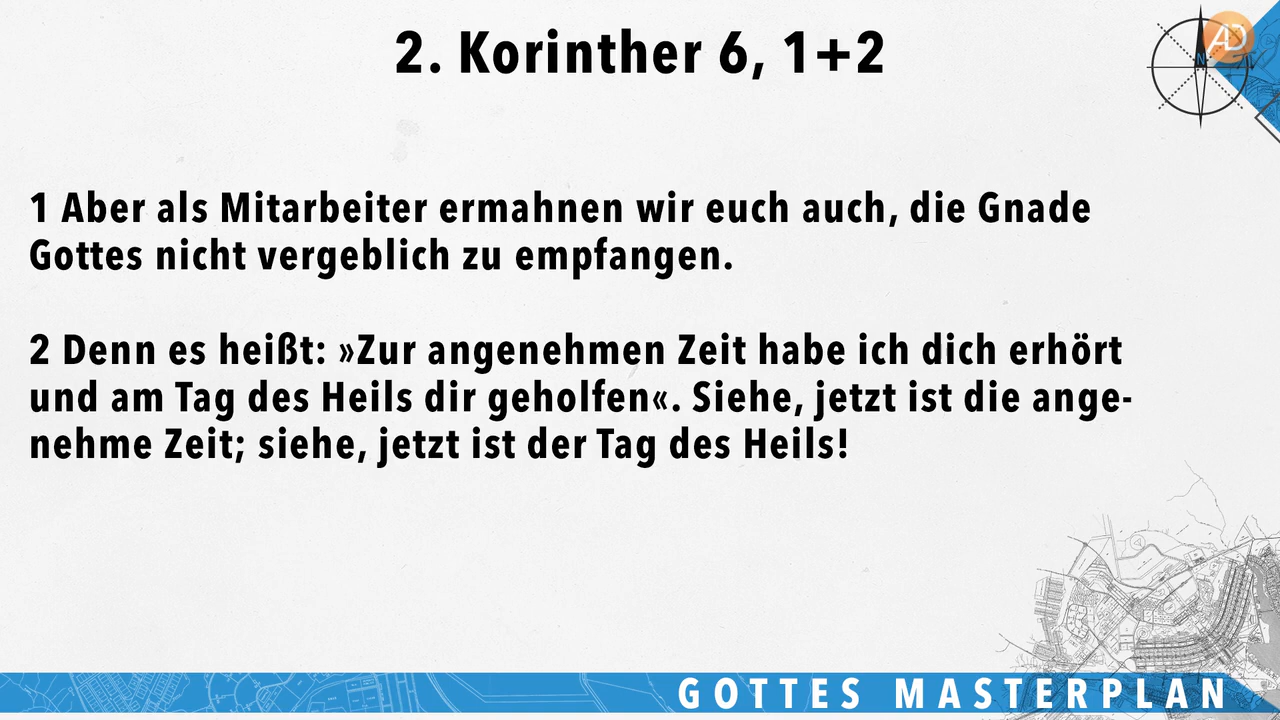 2. Korinther 6, 1+2
AD
N
1 Aber als Mitarbeiter ermahnen wir euch auch, die Gnade
Gottes nicht vergeblich zu empfangen.
2 Denn es heißt: »Zur angenehmen Zeit habe ich dich erhört
und am Tag des Heils dir geholfen«. Siehe, jetzt ist die ange-
nehme Zeit; siehe, jetzt ist der Tag des Heils!
GOTTES MASTERPLAN